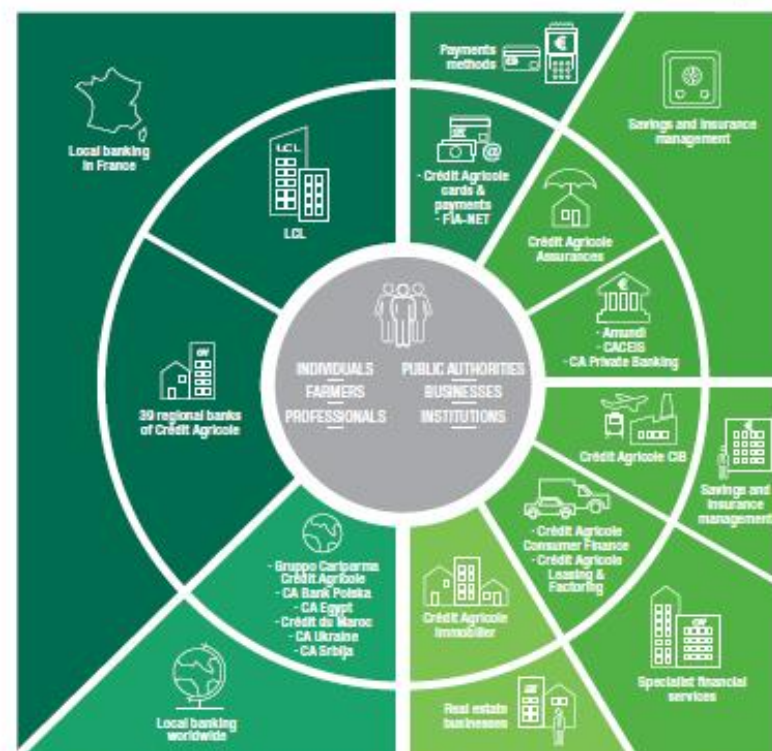 Local banking
in France
LCL
LCL
39 regional banks
of Crédit Agricole
Payments
methods
€
@
- Crédit Agricole
cards &
payments
- FIA-NET
Savings and insurance
management
Crédit Agricole
Assurances
€
- Amundi
- CACEIS
- CA Private Banking
INDIVIDUALS
FARMERS
PROFESSIONALS
PUBLIC AUTHORITIES
BUSINESSES
INSTITUTIONS
Crédit Agricole CIB
€
Savings and
insurance
management
- Crédit Agricole
Consumer Finance
- Crédit Agricole
Leasing &
Factoring
Specialist financial
services
Crédit Agricole
Immobilier
Real estate
businesses
- Gruppo Cariparma
Crédit Agricole
- CA Bank Polska
- CA Egypt
- Crédit du Maroc
- CA Ukraine
- CA Srbija
Local banking
worldwide